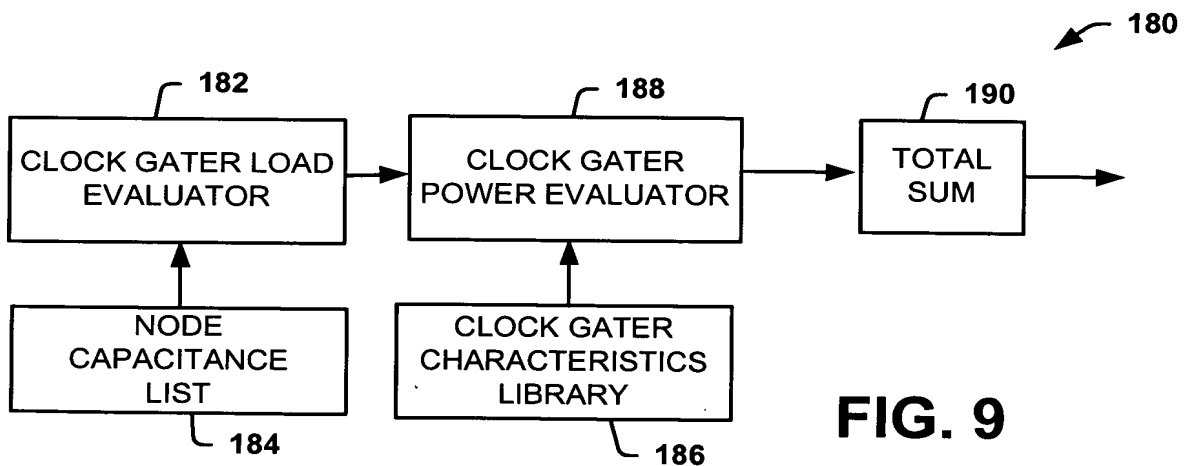 180
182
188
190
CLOCK GATER LOAD
EVALUATOR
CLOCK GATER
POWER EVALUATOR
TOTAL
SUM
NODE
CAPACITANCE
LIST
CLOCK GATER
CHARACTERISTICS
LIBRARY
184
186
FIG. 9